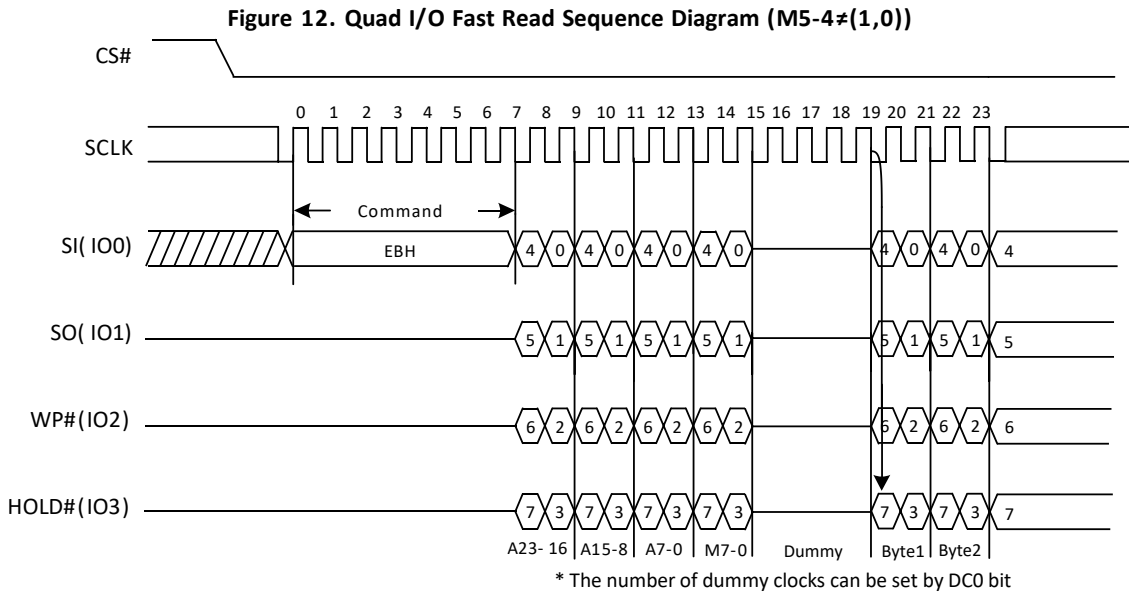 Figure 12. Quad I/O Fast Read Sequence Diagram (M5-4≠(1,0))
CS#
0 1 2 3 4 5 6 7 8 9 10 11 12 13 14 15 16 17 18 19 20 21 22 23
SCLK
Command
SI( IO0) EBH 4 0 4 0 4 0 4 0 4 0 4 0 4
SO( IO1) 5 1 5 1 5 1 5 1 5 1 5 1 5
WP#(IO2) 6 2 6 2 6 2 6 2 6 2 6 2 6
HOLD#(IO3) 7 3 7 3 7 3 7 3 7 3 7 3 7
A23- 16 A15-8 A7-0 M7-0 Dummy Byte1 Byte2
* The number of dummy clocks can be set by DC0 bit